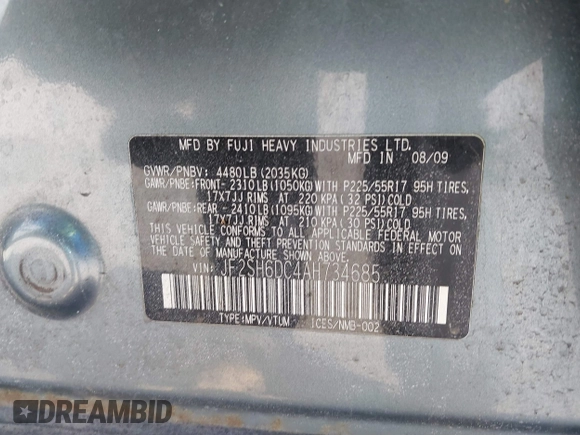 MFD BY FUJI HEAVY INDUSTRIES LTD.
MFD IN 08/09
GVWR/PNBV: 4480LB (2035KG)
GAWR/PNBE:FRONT- 2310LB(1050KG)WITH P225/55R17 95H TIRES,
17X7JJ RIMS AT 220 KPA( 32 PSI)COLD
GAWR/PNBE:REAR -2410LB(1095KG)WITH P225/55R17 95H TIRES,
17X7JJ RIMS AT 210 KPA( 30 PSI)COLD
THIS VEHICLE CONFORMS TO ALL APPLICABLE FEDERAL MOTOR
VEHICLE SAFETY AND THEFT PREVENTION STANDARDS IN EFFECT
ON THE DATE OF MANUFACTURE SHOWN ABOVE.
VIN: JF2SH6DC4AH734685
TYPE:MPV/VTUM ICES/NMB-002
DREAMBID